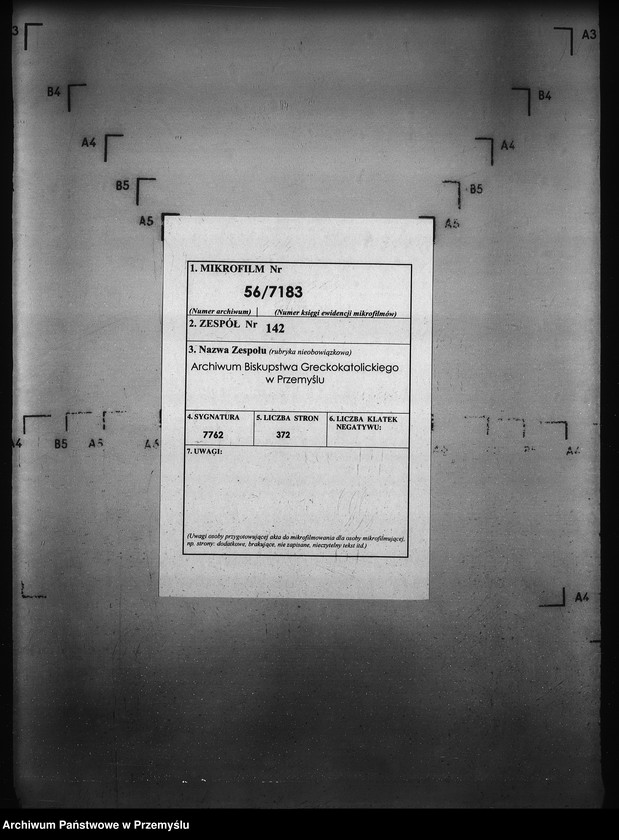 3
A3
B4
B4
A4
A4
B5
B5
A5
A5
1. MIKROFILM Nr
56/7183
(Numer archiwum) | (Numer księgi ewidencji mikrofilmów)
2. ZESPÓŁ Nr 142
3. Nazwa Zespołu (rubryka nieobowiązkowa)
Archiwum Biskupstwa Greckokatolickiego
w Przemyślu
4. SYGNATURA
7762
5. LICZBA STRON
372
6. LICZBA KLATEK
NEGATYWU:
7. UWAGI:
(Uwagi osoby przygotowującej akta do mikrofilmowania dla osoby mikrofilmującej,
np. strony: dodatkowe, brakujące, nie zapisane, nieczytelny tekst itd.)
4 B5 A5 A
A4
A4
Archiwum Państwowe w Przemyślu